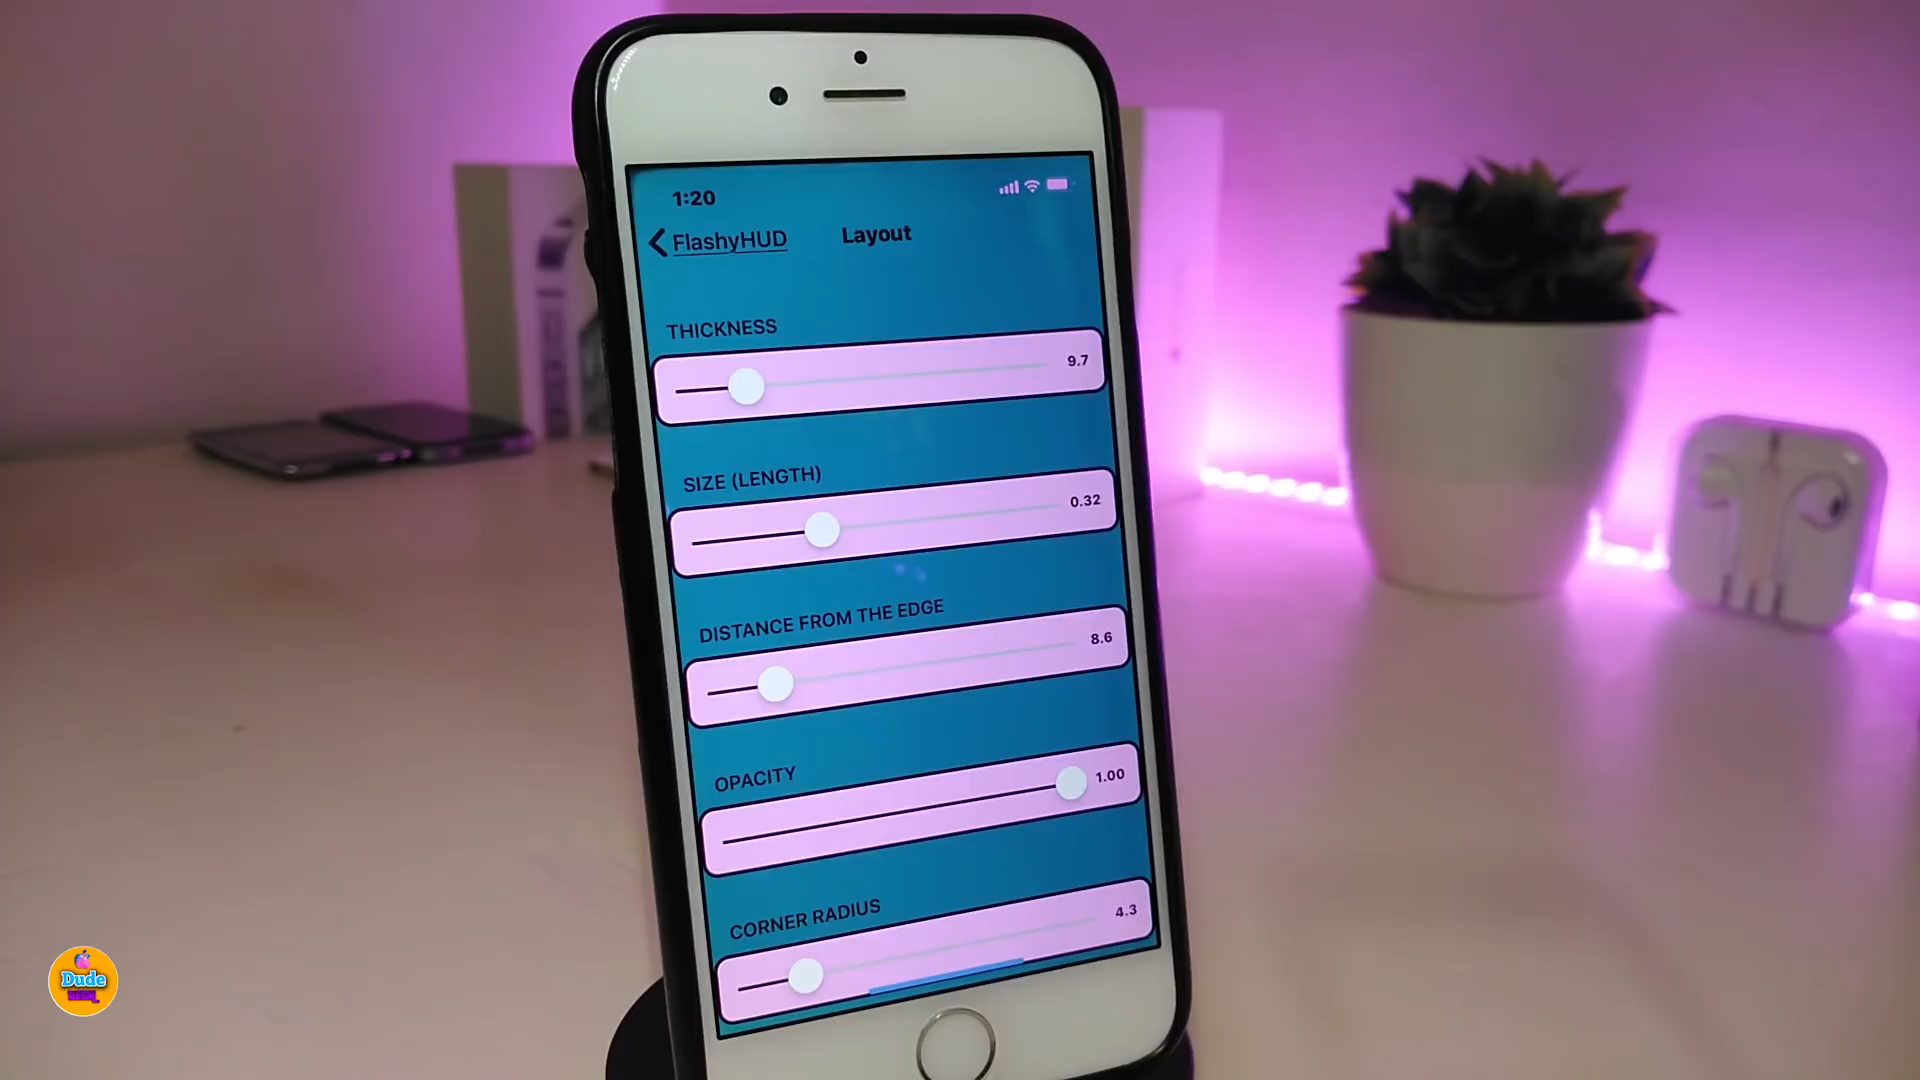 1:20
FlashyHUD
Layout
THICKNESS
9.7
SIZE (LENGTH)
0.32
DISTANCE FROM THE EDGE
8.6
OPACITY
1.00
CORNER RADIUS
4.3
Dude